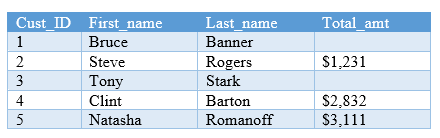 Cust_ID First_name Last_name Total_amt
1 Bruce Banner
2 Steve Rogers $1,231
3 Tony Stark
4 Clint Barton $2,832
5 Natasha Romanoff $3,111